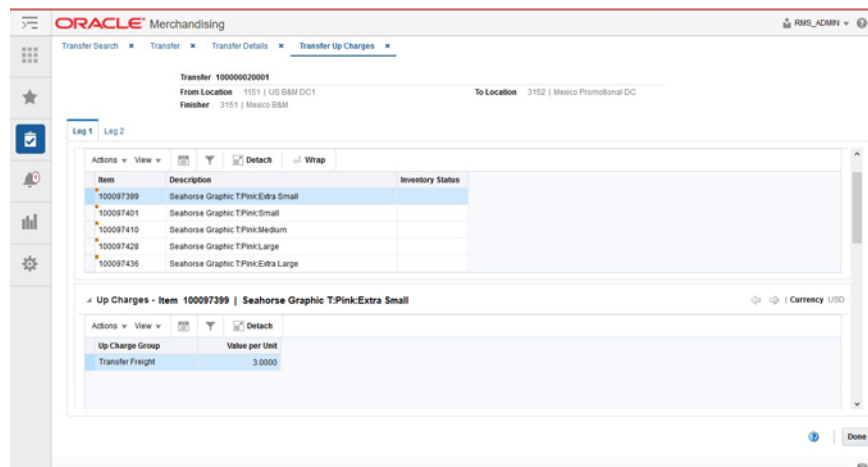 ORACLE® Merchandising RMS_ADMIN
Transfer Search Transfer Transfer Details Transfer Up Charges
Transfer 100000020001
From Location 1151 | US B&M DC1 To Location 3152 | Mexico Promotional DC
Finisher 3151 | Mexico B&M
Leg 1 Leg 2
Actions View Detach Wrap
Item Description Inventory Status
100097399 Seahorse Graphic T:Pink:Extra Small
100097401 Seahorse Graphic T:Pink:Small
100097410 Seahorse Graphic T:Pink:Medium
100097428 Seahorse Graphic T:Pink:Large
100097436 Seahorse Graphic T:Pink:Extra Large
Up Charges - Item 100097399 | Seahorse Graphic T:Pink:Extra Small | Currency USD
Actions View Detach
Up Charge Group Value per Unit
Transfer Freight 3.0000
Done